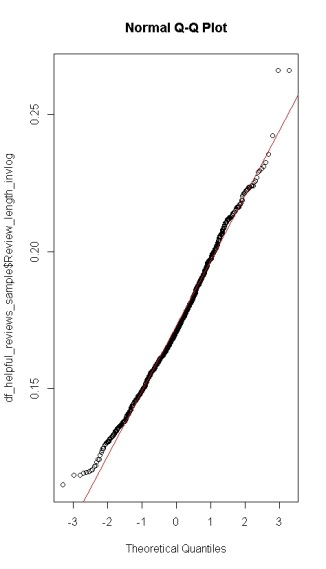 Normal Q-Q Plot
df_helpful_reviews_sample$Review_length_invlog
0.25
0.20
0.15
-3 -2 -1 0 1 2 3
Theoretical Quantiles